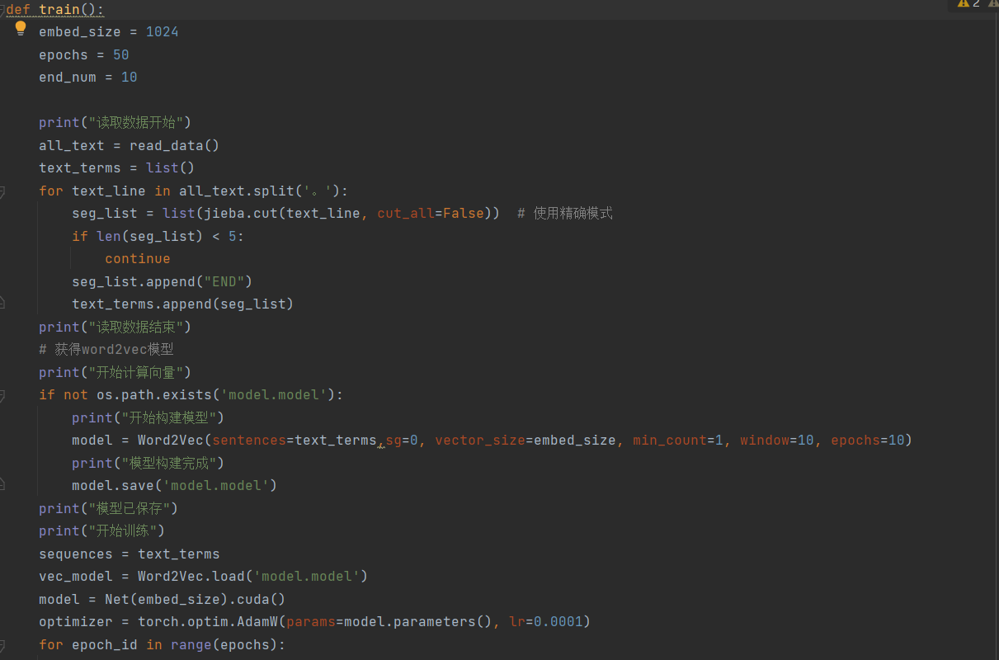 def train():
2
    embed_size = 1024
    epochs = 50
    end_num = 10

    print("读取数据开始")
    all_text = read_data()
    text_terms = list()
    for text_line in all_text.split('。'):
        seg_list = list(jieba.cut(text_line, cut_all=False))  # 使用精确模式
        if len(seg_list) < 5:
            continue
        seg_list.append("END")
        text_terms.append(seg_list)
    print("读取数据结束")
    # 获得word2vec模型
    print("开始计算向量")
    if not os.path.exists('model.model'):
        print("开始构建模型")
        model = Word2Vec(sentences=text_terms,sg=0, vector_size=embed_size, min_count=1, window=10, epochs=10)
        print("模型构建完成")
        model.save('model.model')
    print("模型已保存")
    print("开始训练")
    sequences = text_terms
    vec_model = Word2Vec.load('model.model')
    model = Net(embed_size).cuda()
    optimizer = torch.optim.AdamW(params=model.parameters(), lr=0.0001)
    for epoch_id in range(epochs):